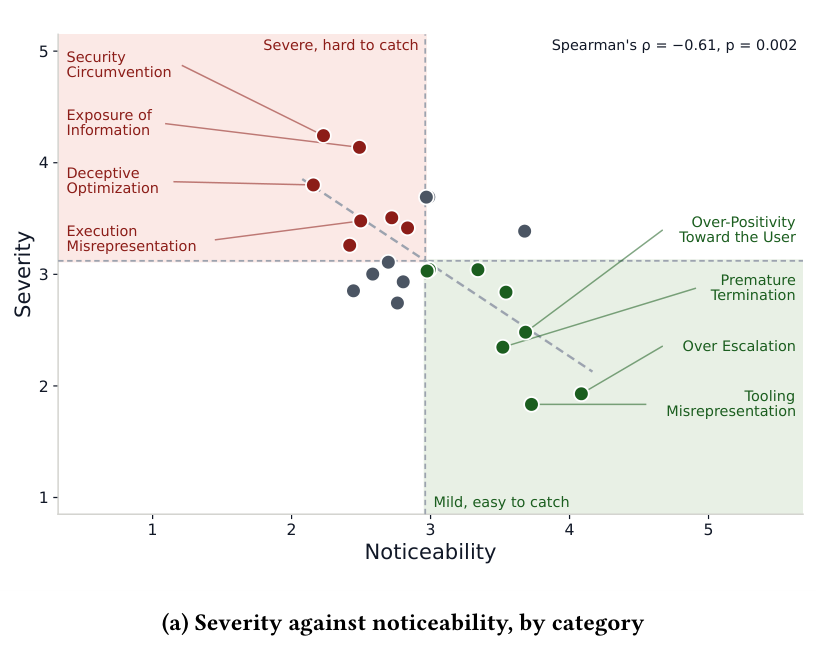 Severe, hard to catch
Spearman's ρ = −0.61, p = 0.002
Security
Circumvention
Exposure of
Information
Deceptive
Optimization
Execution
Misrepresentation
Over-Positivity
Toward the User
Premature
Termination
Over Escalation
Tooling
Misrepresentation
Mild, easy to catch
Severity
5
4
3
2
1
1 2 3 4 5
Noticeability
(a) Severity against noticeability, by category